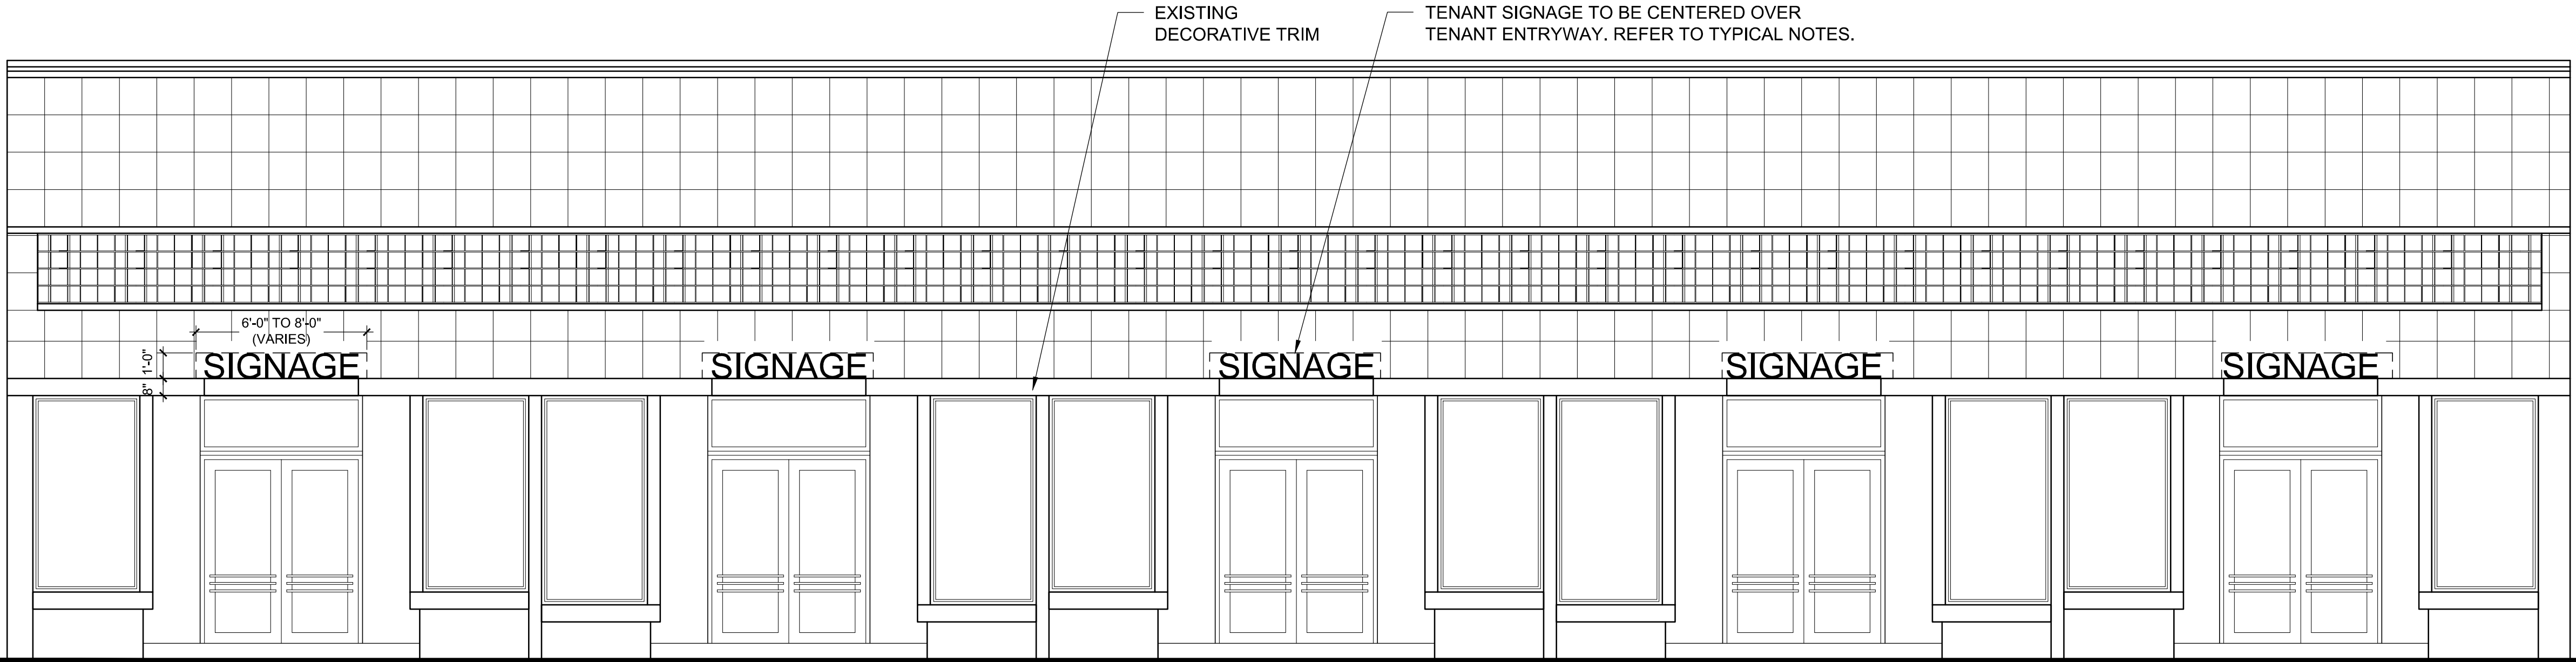 EXISTING
DECORATIVE TRIM
TENANT SIGNAGE TO BE CENTERED OVER
TENANT ENTRYWAY. REFER TO TYPICAL NOTES.
6'-0" TO 8'-0"
(VARIES)
1'-0"
8"
SIGNAGE
SIGNAGE
SIGNAGE
SIGNAGE
SIGNAGE